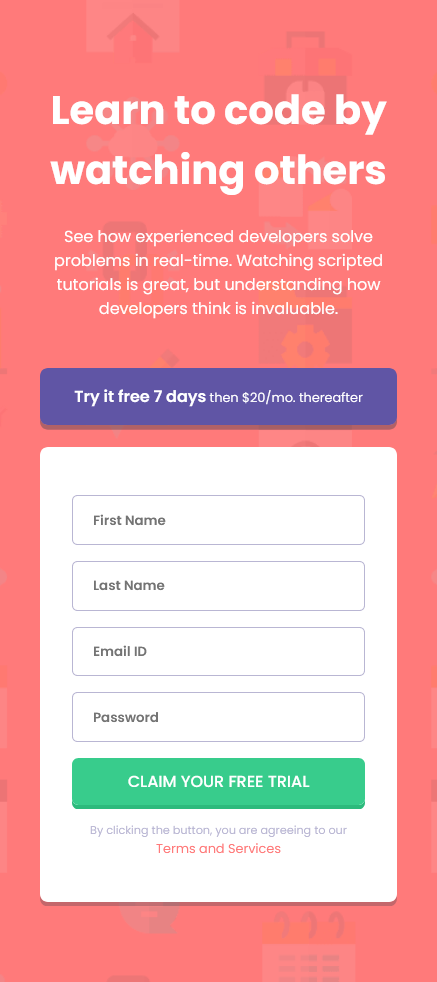 Learn to code by
watching others
See how experienced developers solve
problems in real-time. Watching scripted
tutorials is great, but understanding how
developers think is invaluable.
Try it free 7 days then $20/mo. thereafter
First Name
Last Name
Email ID
Password
CLAIM YOUR FREE TRIAL
By clicking the button, you are agreeing to our
Terms and Services